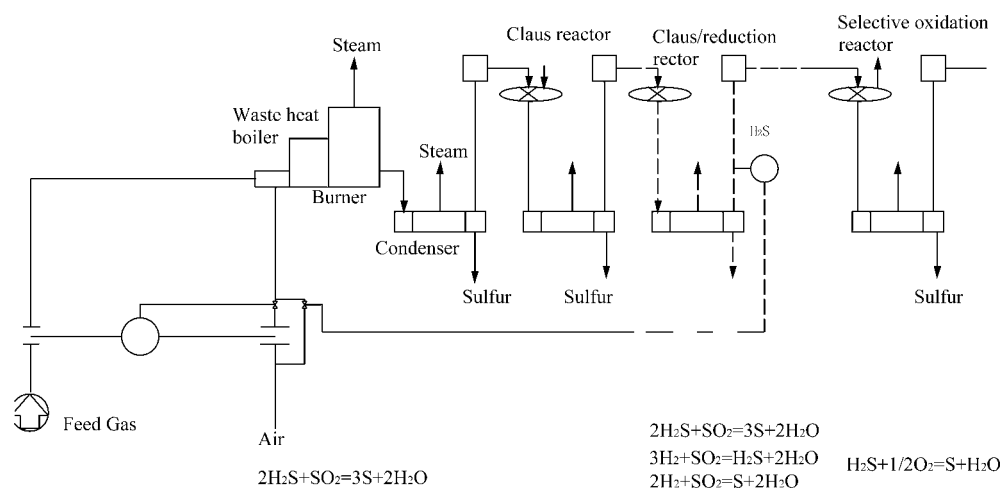 Steam
Claus reactor
Claus/reduction
rector
Selective oxidation
reactor
Waste heat
boiler
Steam
H₂S
Burner
Condenser
Sulfur
Sulfur
Sulfur
Feed Gas
Air
2H₂S+SO₂=3S+2H₂O
2H₂S+SO₂=3S+2H₂O
3H₂+SO₂=H₂S+2H₂O
2H₂+SO₂=S+2H₂O
H₂S+1/2O₂=S+H₂O